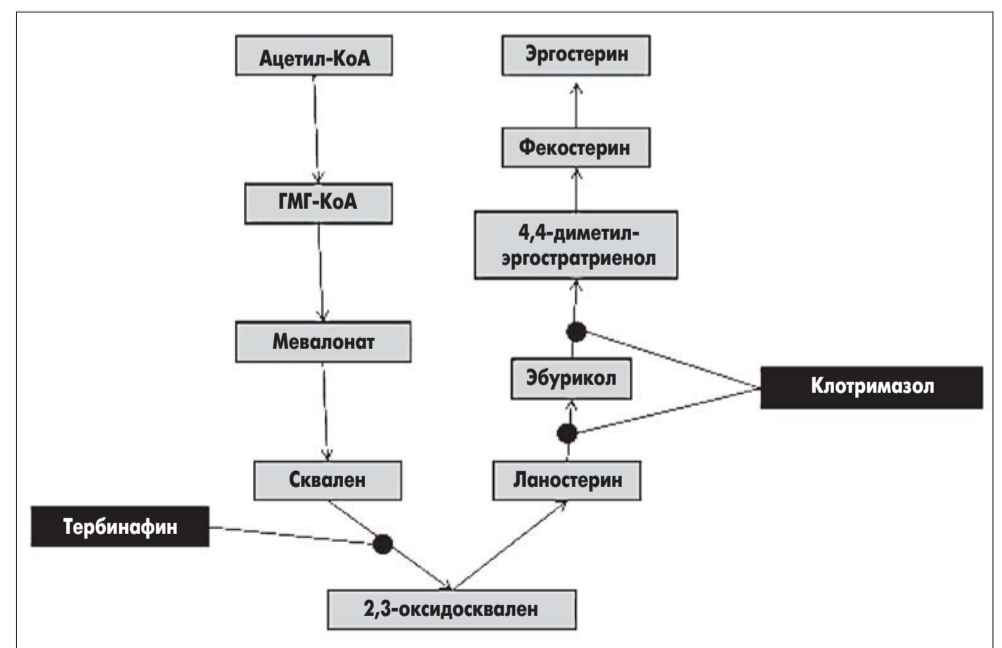 Ацетил-КоА
ГМГ-КоА
Мевалонат
Сквален
Тербинафин
2,3-оксидосквален
Ланостерин
Эбурикол
Клотримазол
4,4-диметил-
эргостратриенол
Фекостерин
Эргостерин